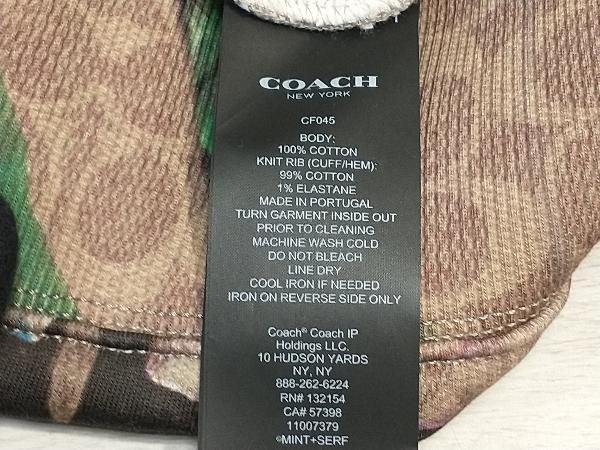 COACH
NEW YORK
CF045
BODY:
100% COTTON
KNIT RIB (CUFF/HEM):
99% COTTON
1% ELASTANE
MADE IN PORTUGAL
TURN GARMENT INSIDE OUT
PRIOR TO CLEANING
MACHINE WASH COLD
DO NOT BLEACH
LINE DRY
COOL IRON IF NEEDED
IRON ON REVERSE SIDE ONLY
Coach® Coach IP
Holdings LLC.
10 HUDSON YARDS
NY, NY
888-262-6224
RN# 132154
CA# 57398
11007379
©MINT+SERF